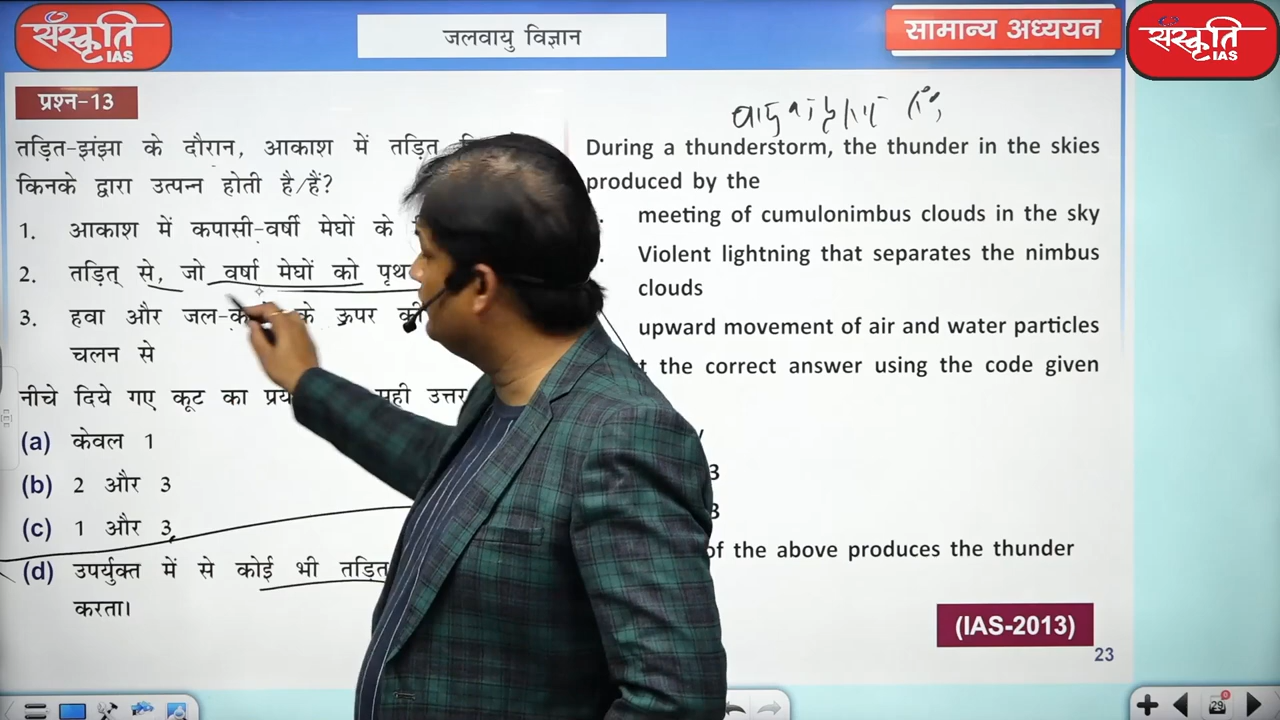 संस्कृति
IAS
जलवायु विज्ञान
सामान्य अध्ययन
संस्कृति
IAS
प्रश्न-13
तड़ित-झंझा के दौरान, आकाश में तड़ित
किनके द्वारा उत्पन्न होती है/हैं?
1. आकाश में कपासी-वर्षी मेघों के
2. तड़ित् से, जो वर्षा मेघों को
3. हवा और के ऊपर
चलन से
नीचे दिये गए कूट का सही उत्तर
(a) केवल 1
(b) 2 और 3
(c) 1 और 3
(d) उपर्युक्त में से कोई भी तड़ित
करता।
During a thunderstorm, the thunder in the skies
produced by the
meeting of cumulonimbus clouds in the sky
Violent lightning that separates the nimbus
clouds
upward movement of air and water particles
the correct answer using the code given
3
3
of the above produces the thunder
(IAS-2013)
23
29